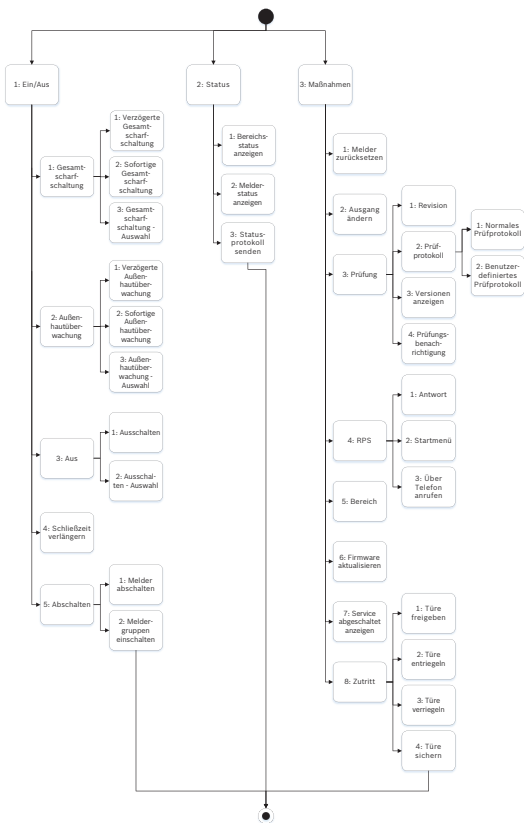 1: Ein/Aus
2: Status
3: Maßnahmen
1: Gesamt-
scharf-
schaltung
1: Verzögerte
Gesamt-
scharf-
schaltung
2: Sofortige
Gesamt-
scharf-
schaltung
3: Gesamt-
scharf-
schaltung -
Auswahl
2: Außen-
hautüber-
wachung
1: Verzögerte
Außen-
hautüber-
wachung
2: Sofortige
Außen-
hautüber-
wachung
3: Außen-
hautüber-
wachung -
Auswahl
3: Aus
1: Ausschalten
2: Ausschal-
ten - Auswahl
4: Schließzeit
verlängern
5: Abschalten
1: Melder
abschalten
2: Melder-
gruppen
einschalten
1: Bereichs-
status
anzeigen
2: Melder-
status
anzeigen
3: Status-
protokoll
senden
1: Melder
zurücksetzen
2: Ausgang
ändern
3: Prüfung
1: Revision
2: Prüf-
protokoll
1: Normales
Prüfprotokoll
2: Benutzer-
definiertes
Prüfprotokoll
3: Versionen
anzeigen
4: Prüfungs-
benach-
richtigung
4: RPS
1: Antwort
2: Startmenü
3: Über
Telefon
anrufen
5: Bereich
6: Firmware
aktualisieren
7: Service
abgeschaltet
anzeigen
8: Zutritt
1: Türe
freigeben
2: Türe
entriegeln
3: Türe
verriegeln
4: Türe
sichern